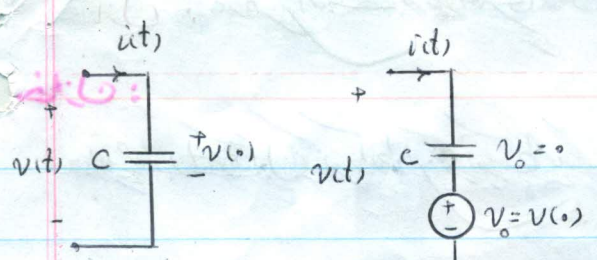 i(t)
i(t)
+
+
v(t) C + v(0) -
v(t) C V₀ = 0
-
+ - V₀ = V(0)